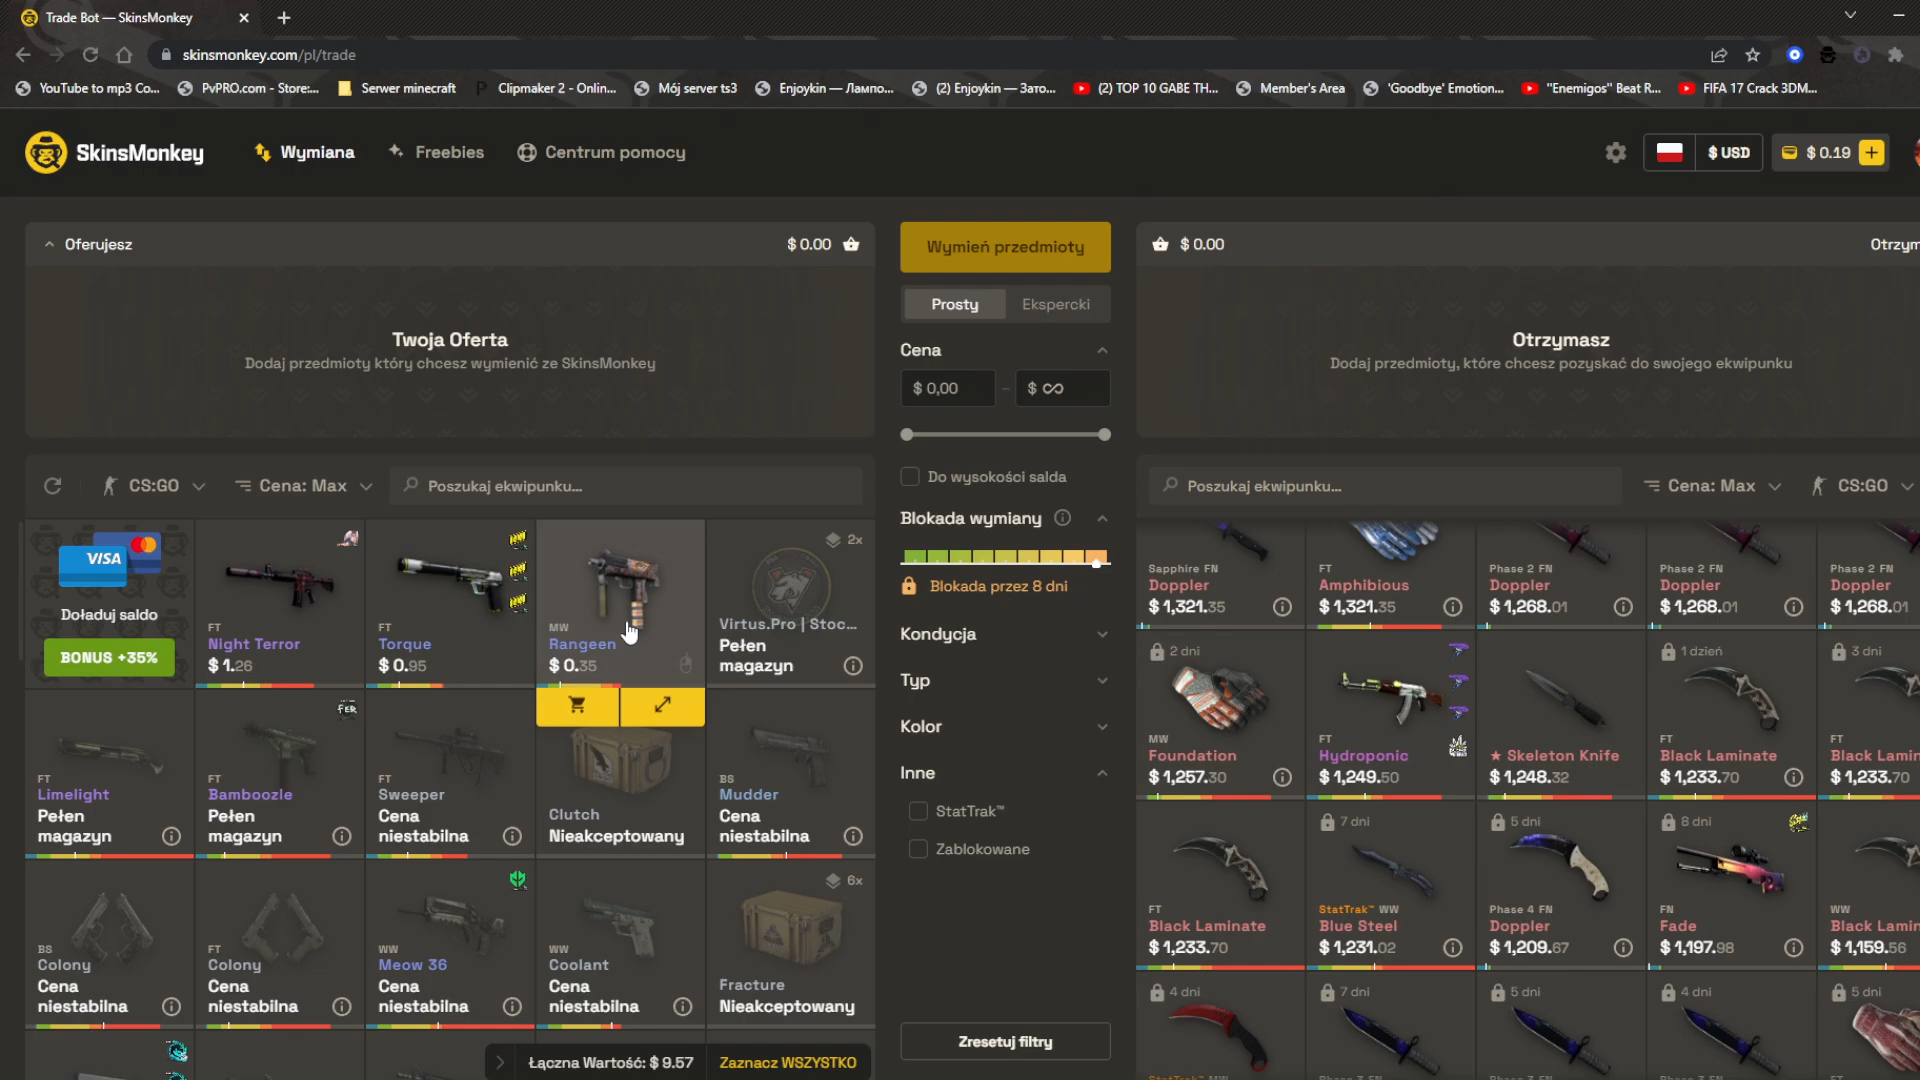 Trade Bot — SkinsMonkey
skinsmonkey.com/pl/trade
YouTube to mp3 Co...
PvPRO.com - Store:...
Serwer minecraft
Clipmaker 2 - Onlin...
Mój server ts3
Enjoykin — Лампо...
(2) Enjoykin — Зато...
(2) TOP 10 GABE TH...
Member's Area
'Goodbye' Emotion...
"Enemigos" Beat R...
FIFA 17 Crack 3DM...
SkinsMonkey
Wymiana
Freebies
Centrum pomocy
$ USD
$ 0.19
Oferujesz
$ 0.00
Twoja Oferta
Dodaj przedmioty który chcesz wymienić ze SkinsMonkey
Wymień przedmioty
Prosty
Ekspercki
Cena
$ 0,00
-
$ ∞
Do wysokości salda
Blokada wymiany
Blokada przez 8 dni
Kondycja
Typ
Kolor
Inne
StatTrak™
Zablokowane
Zresetuj filtry
$ 0.00
Otrzym
Otrzymasz
Dodaj przedmioty, które chcesz pozyskać do swojego ekwipunku
CS:GO
Cena: Max
Poszukaj ekwipunku...
VISA
Doładuj saldo
BONUS +35%
FT
Night Terror
$ 1.26
FT
Torque
$ 0.95
MW
Rangeen
$ 0.35
2x
Virtus.Pro | Stoc...
Pełen
magazyn
FT
Limelight
Pełen
magazyn
FT
Bamboozle
Pełen
magazyn
FT
Sweeper
Cena
niestabilna
Clutch
Nieakceptowany
BS
Mudder
Cena
niestabilna
BS
Colony
Cena
niestabilna
FT
Colony
Cena
niestabilna
WW
Meow 36
Cena
niestabilna
WW
Coolant
Cena
niestabilna
6x
Fracture
Nieakceptowany
Łączna Wartość: $ 9.57
Zaznacz WSZYSTKO
Poszukaj ekwipunku...
Cena: Max
CS:GO
Sapphire FN
Doppler
$ 1,321.35
FT
Amphibious
$ 1,321.35
Phase 2 FN
Doppler
$ 1,268.01
Phase 2 FN
Doppler
$ 1,268.01
Phase 2 FN
Doppler
$ 1,268.01
2 dni
MW
Foundation
$ 1,257.30
FT
Hydroponic
$ 1,249.50
★ Skeleton Knife
$ 1,248.32
1 dzień
FT
Black Laminate
$ 1,233.70
3 dni
FT
Black Lamin
$ 1,233.70
FT
Black Laminate
$ 1,233.70
7 dni
StatTrak™ WW
Blue Steel
$ 1,231.02
5 dni
Phase 4 FN
Doppler
$ 1,209.67
8 dni
FN
Fade
$ 1,197.98
WW
Black Lamin
$ 1,159.56
4 dni
StatTrak™ MW
7 dni
5 dni
4 dni
5 dni